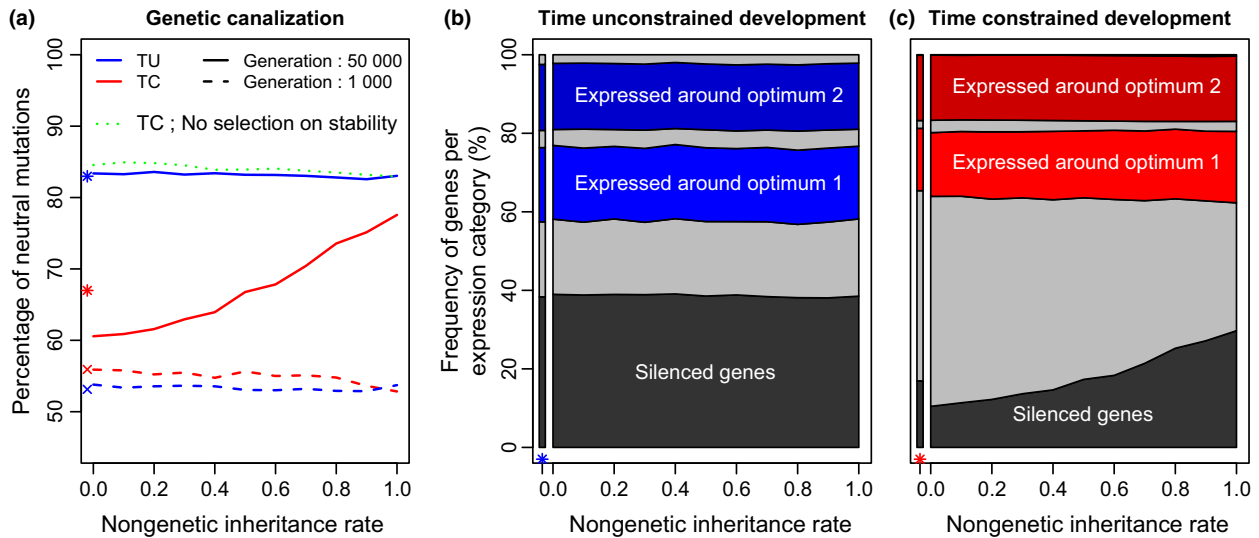 (a) Genetic canalization
TU
TC
Generation : 50 000
Generation : 1 000
TC ; No selection on stability
Percentage of neutral mutations
100
90
80
70
60
50
0.0 0.2 0.4 0.6 0.8 1.0
Nongenetic inheritance rate
(b) Time unconstrained development
Frequency of genes per
expression category (%)
100
80
60
40
20
0
Expressed around optimum 2
Expressed around optimum 1
Silenced genes
0.0 0.2 0.4 0.6 0.8 1.0
Nongenetic inheritance rate
(c) Time constrained development
Expressed around optimum 2
Expressed around optimum 1
Silenced genes
0.0 0.2 0.4 0.6 0.8 1.0
Nongenetic inheritance rate